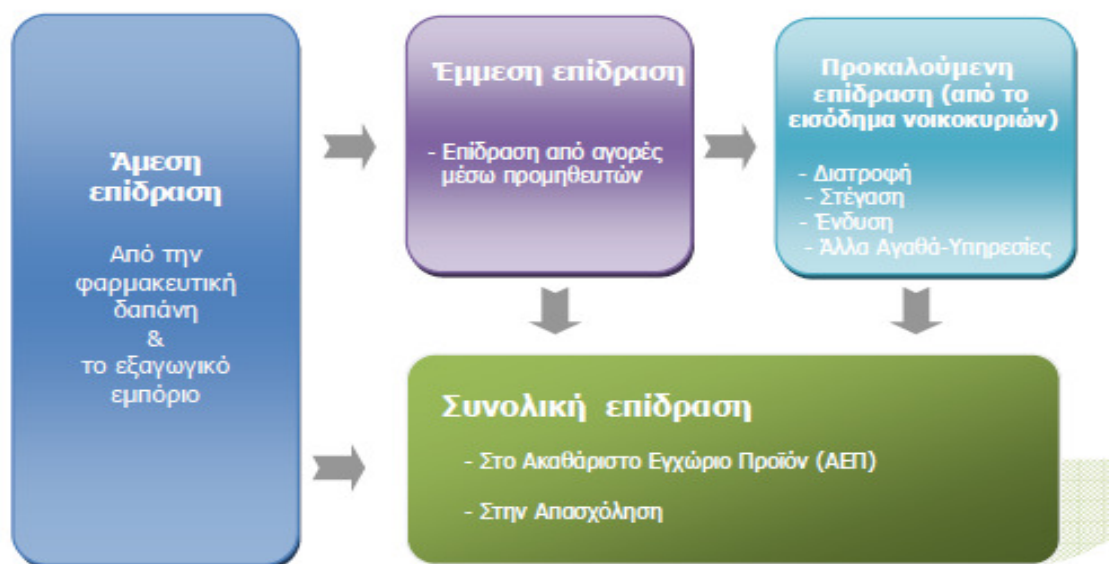 Άμεση
επίδραση
Από την
φαρμακευτική
δαπάνη
&
το εξαγωγικό
εμπόριο
Έμμεση επίδραση
- Επίδραση από αγορές
μέσω προμηθευτών
Προκαλούμενη
επίδραση (από το
εισόδημα νοικοκυριών)
- Διατροφή
- Στέγαση
- Ένδυση
- Άλλα Αγαθά-Υπηρεσίες
Συνολική επίδραση
- Στο Ακαθάριστο Εγχώριο Προϊόν (ΑΕΠ)
- Στην Απασχόληση